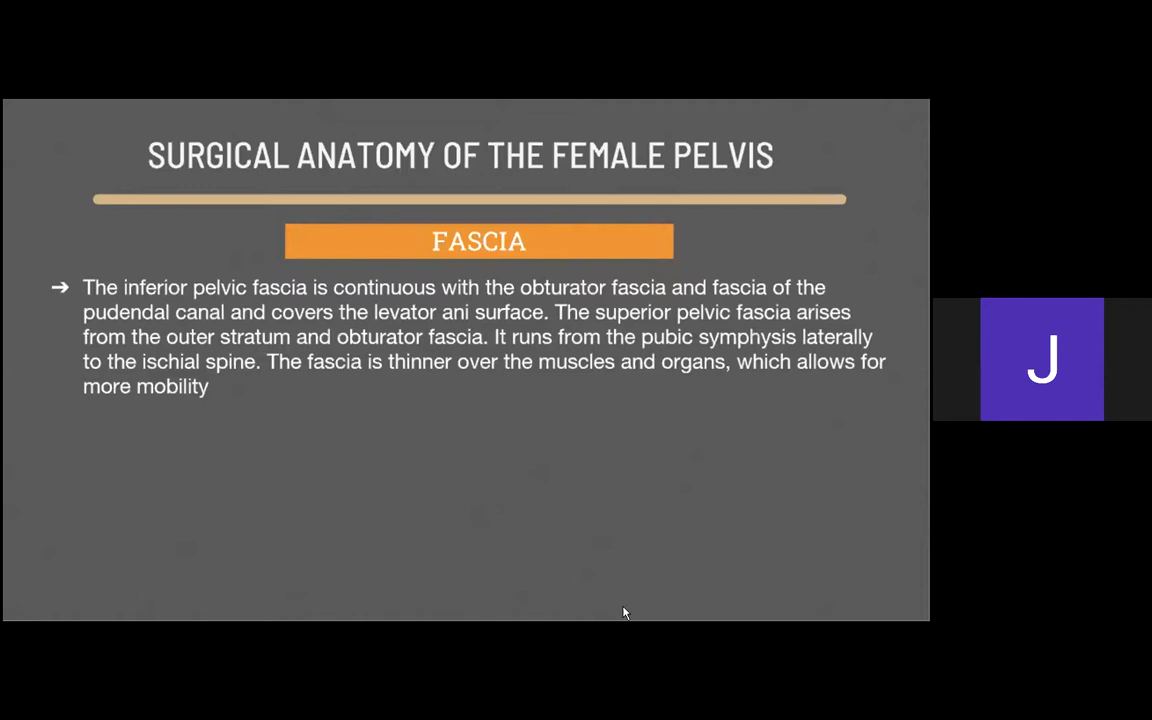 SURGICAL ANATOMY OF THE FEMALE PELVIS
FASCIA
➔ The inferior pelvic fascia is continuous with the obturator fascia and fascia of the
pudendal canal and covers the levator ani surface. The superior pelvic fascia arises
from the outer stratum and obturator fascia. It runs from the pubic symphysis laterally
to the ischial spine. The fascia is thinner over the muscles and organs, which allows for
more mobility
J